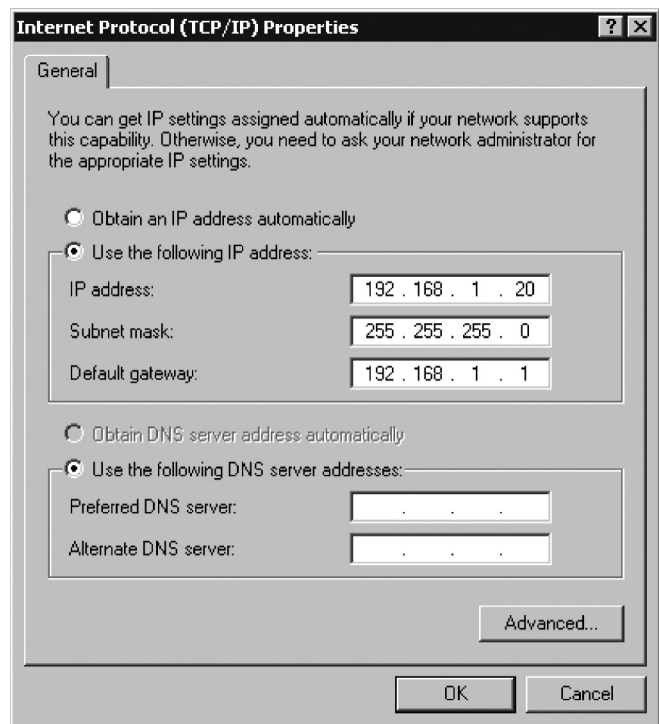 Internet Protocol (TCP/IP) Properties
General
You can get IP settings assigned automatically if your network supports
this capability. Otherwise, you need to ask your network administrator for
the appropriate IP settings.
Obtain an IP address automatically
Use the following IP address:
IP address: 192 . 168 . 1 . 20
Subnet mask: 255 . 255 . 255 . 0
Default gateway: 192 . 168 . 1 . 1
Obtain DNS server address automatically
Use the following DNS server addresses:
Preferred DNS server: . . .
Alternate DNS server: . . .
Advanced...
OK Cancel